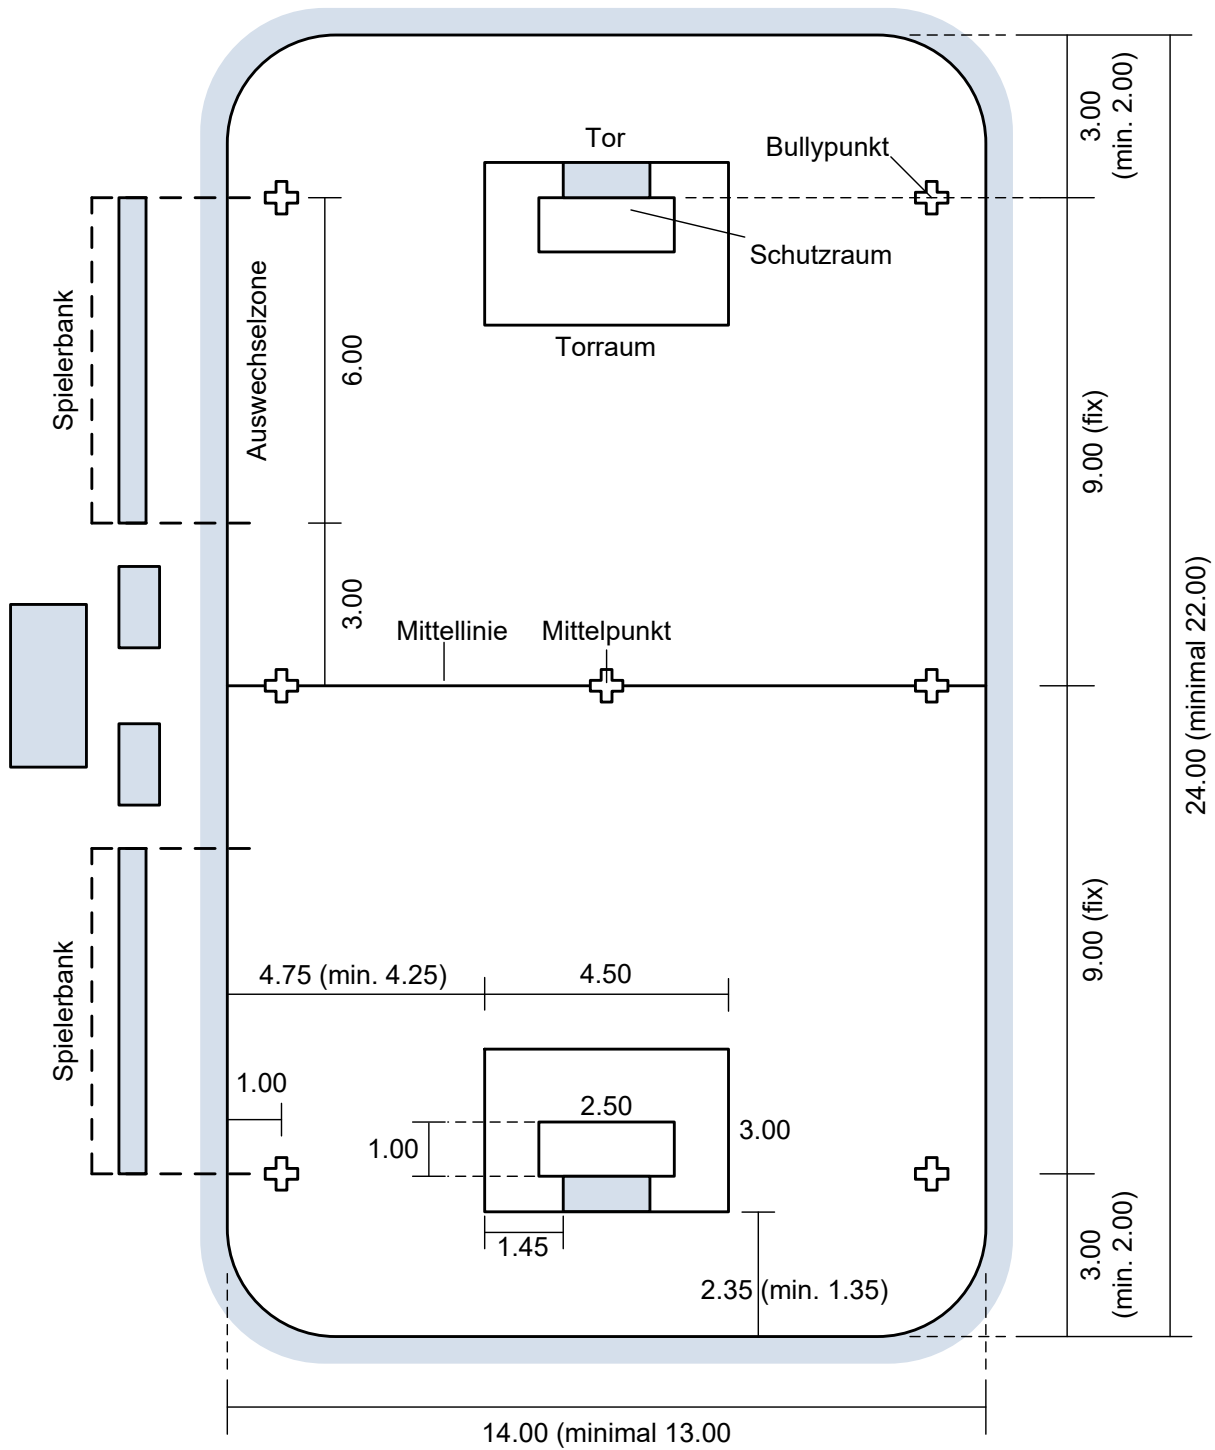 3.00
(min. 2.00)
Tor
Bullypunkt
Schutzraum
Spielerbank
Auswechselzone
6.00
Torraum
9.00 (fix)
3.00
Mittellinie
Mittelpunkt
24.00 (minimal 22.00)
Spielerbank
9.00 (fix)
4.75 (min. 4.25)
4.50
1.00
2.50
1.00
3.00
1.45
2.35 (min. 1.35)
3.00
(min. 2.00)
14.00 (minimal 13.00